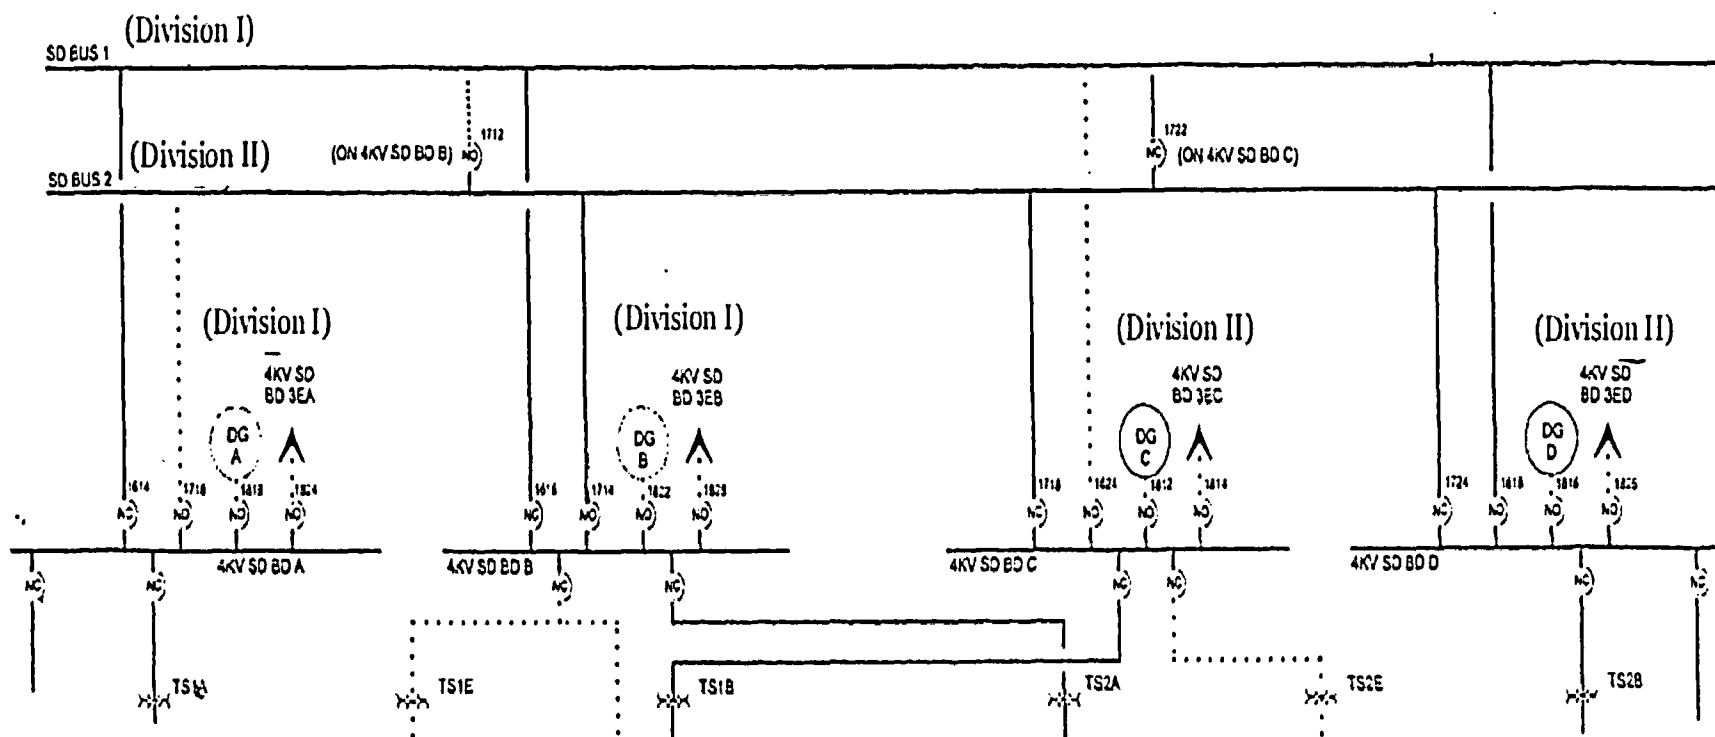 (Division I)
SD BUS 1
1712
1722
(Division II)
(ON 4KV SD BD B)
NO
NC
(ON 4KV SD BD C)
SD BUS 2
(Division I)
(Division I)
(Division II)
(Division II)
4KV SD
BD 3EA
4KV SD
BD 3EB
4KV SD
BD 3EC
4KV SD
BD 3ED
DG
A
DG
B
DG
C
DG
D
1614
1716
1818
1824
1616
1714
1822
1718
1624
1812
1814
1724
1618
1816
NC
NO
NO
NO
NC
NO
NO
NO
NC
NO
NO
NO
NC
NO
NO
NO
4KV SD BD A
4KV SD BD B
4KV SD BD C
4KV SD BD D
NC
NC
NC
NC
NC
NC
NC
NC
TS1A
TS1E
TS1B
TS2A
TS2E
TS2B